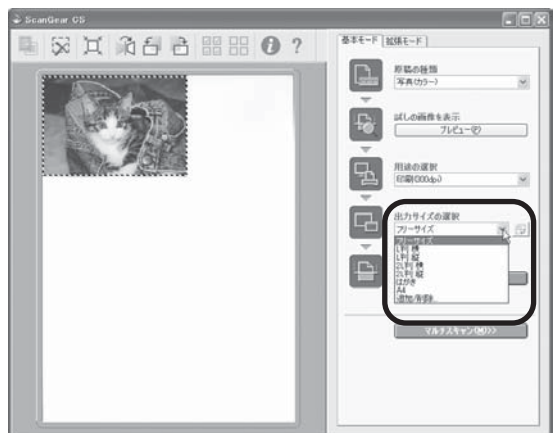 ScanGear CS
?
基本モード 拡張モード
原稿の種類
写真(カラー)
試しの画像を表示
プレビュー(P)
用途の選択
印刷(300dpi)
出力サイズの選択
フリーサイズ
フリーサイズ
L判 横
L判 縦
2L判 横
2L判 縦
はがき
A4
追加/削除...
マルチスキャン(M)>>